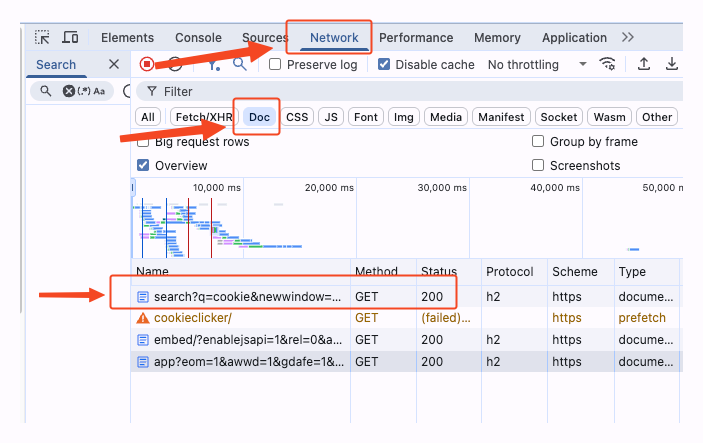 Elements Console Sources Network Performance Memory Application
Search Preserve log Disable cache No throttling
(.*) Aa Filter
All Fetch/XHR Doc CSS JS Font Img Media Manifest Socket Wasm Other
Big request rows Group by frame
Overview Screenshots
10,000 ms 20,000 ms 30,000 ms 40,000 ms 50,000 m
Name Method Status Protocol Scheme Type
search?q=cookie&newwindow=... GET 200 h2 https docume...
cookieclicker/ GET (failed)... https prefetch
embed/?enablejsapi=1&rel=0&a... GET 200 h2 https docume...
app?eom=1&awwd=1&gdafe=1&... GET 200 h2 https docume...